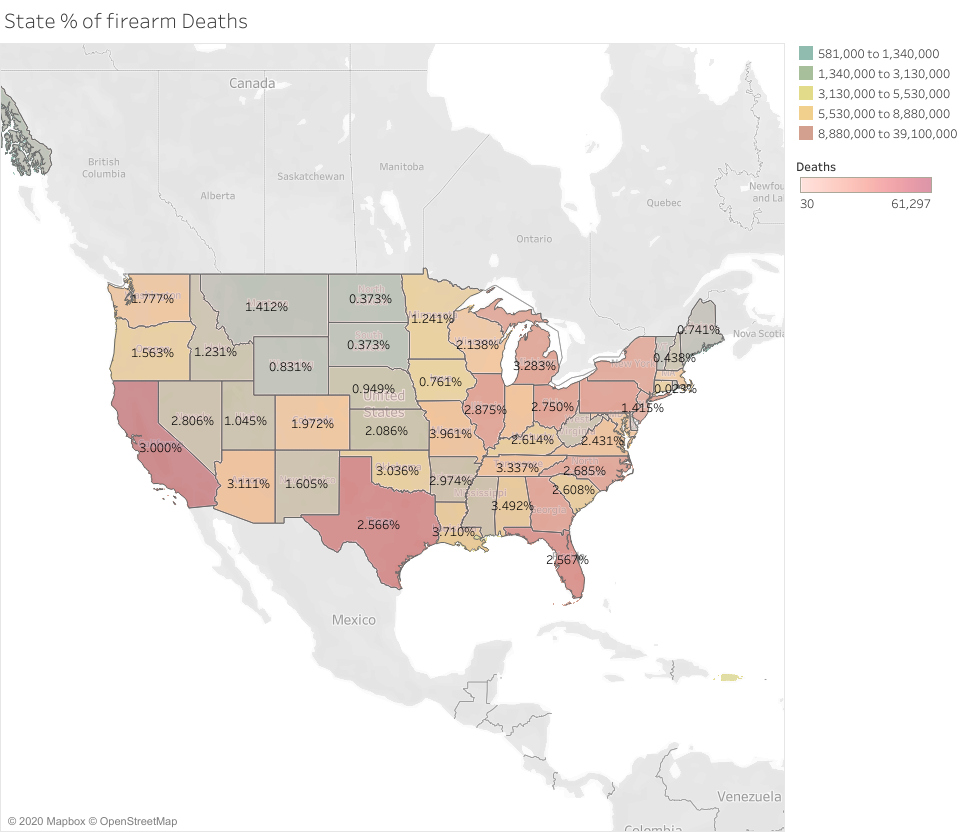 State % of firearm Deaths
581,000 to 1,340,000
1,340,000 to 3,130,000
3,130,000 to 5,530,000
5,530,000 to 8,880,000
8,880,000 to 39,100,000
Deaths
30
61,297
Canada
British
Columbia
Alberta
Saskatchewan
Manitoba
Ontario
Quebec
Newfou
and La
Nova Scotia
1.777%
1.412%
0.373%
1.241%
2.138%
3.283%
0.741%
1.563%
1.231%
0.831%
0.373%
0.761%
0.438%
0.949%
United
States
0.023%
2.806%
1.045%
1.972%
2.086%
3.961%
2.875%
2.750%
1.415%
3.000%
2.614%
2.431%
3.111%
1.605%
3.036%
2.974%
3.337%
2.685%
Mississippi
3.492%
2.608%
Georgia
2.566%
3.710%
2.567%
Mexico
Venezuela
Colombia
© 2020 Mapbox © OpenStreetMap